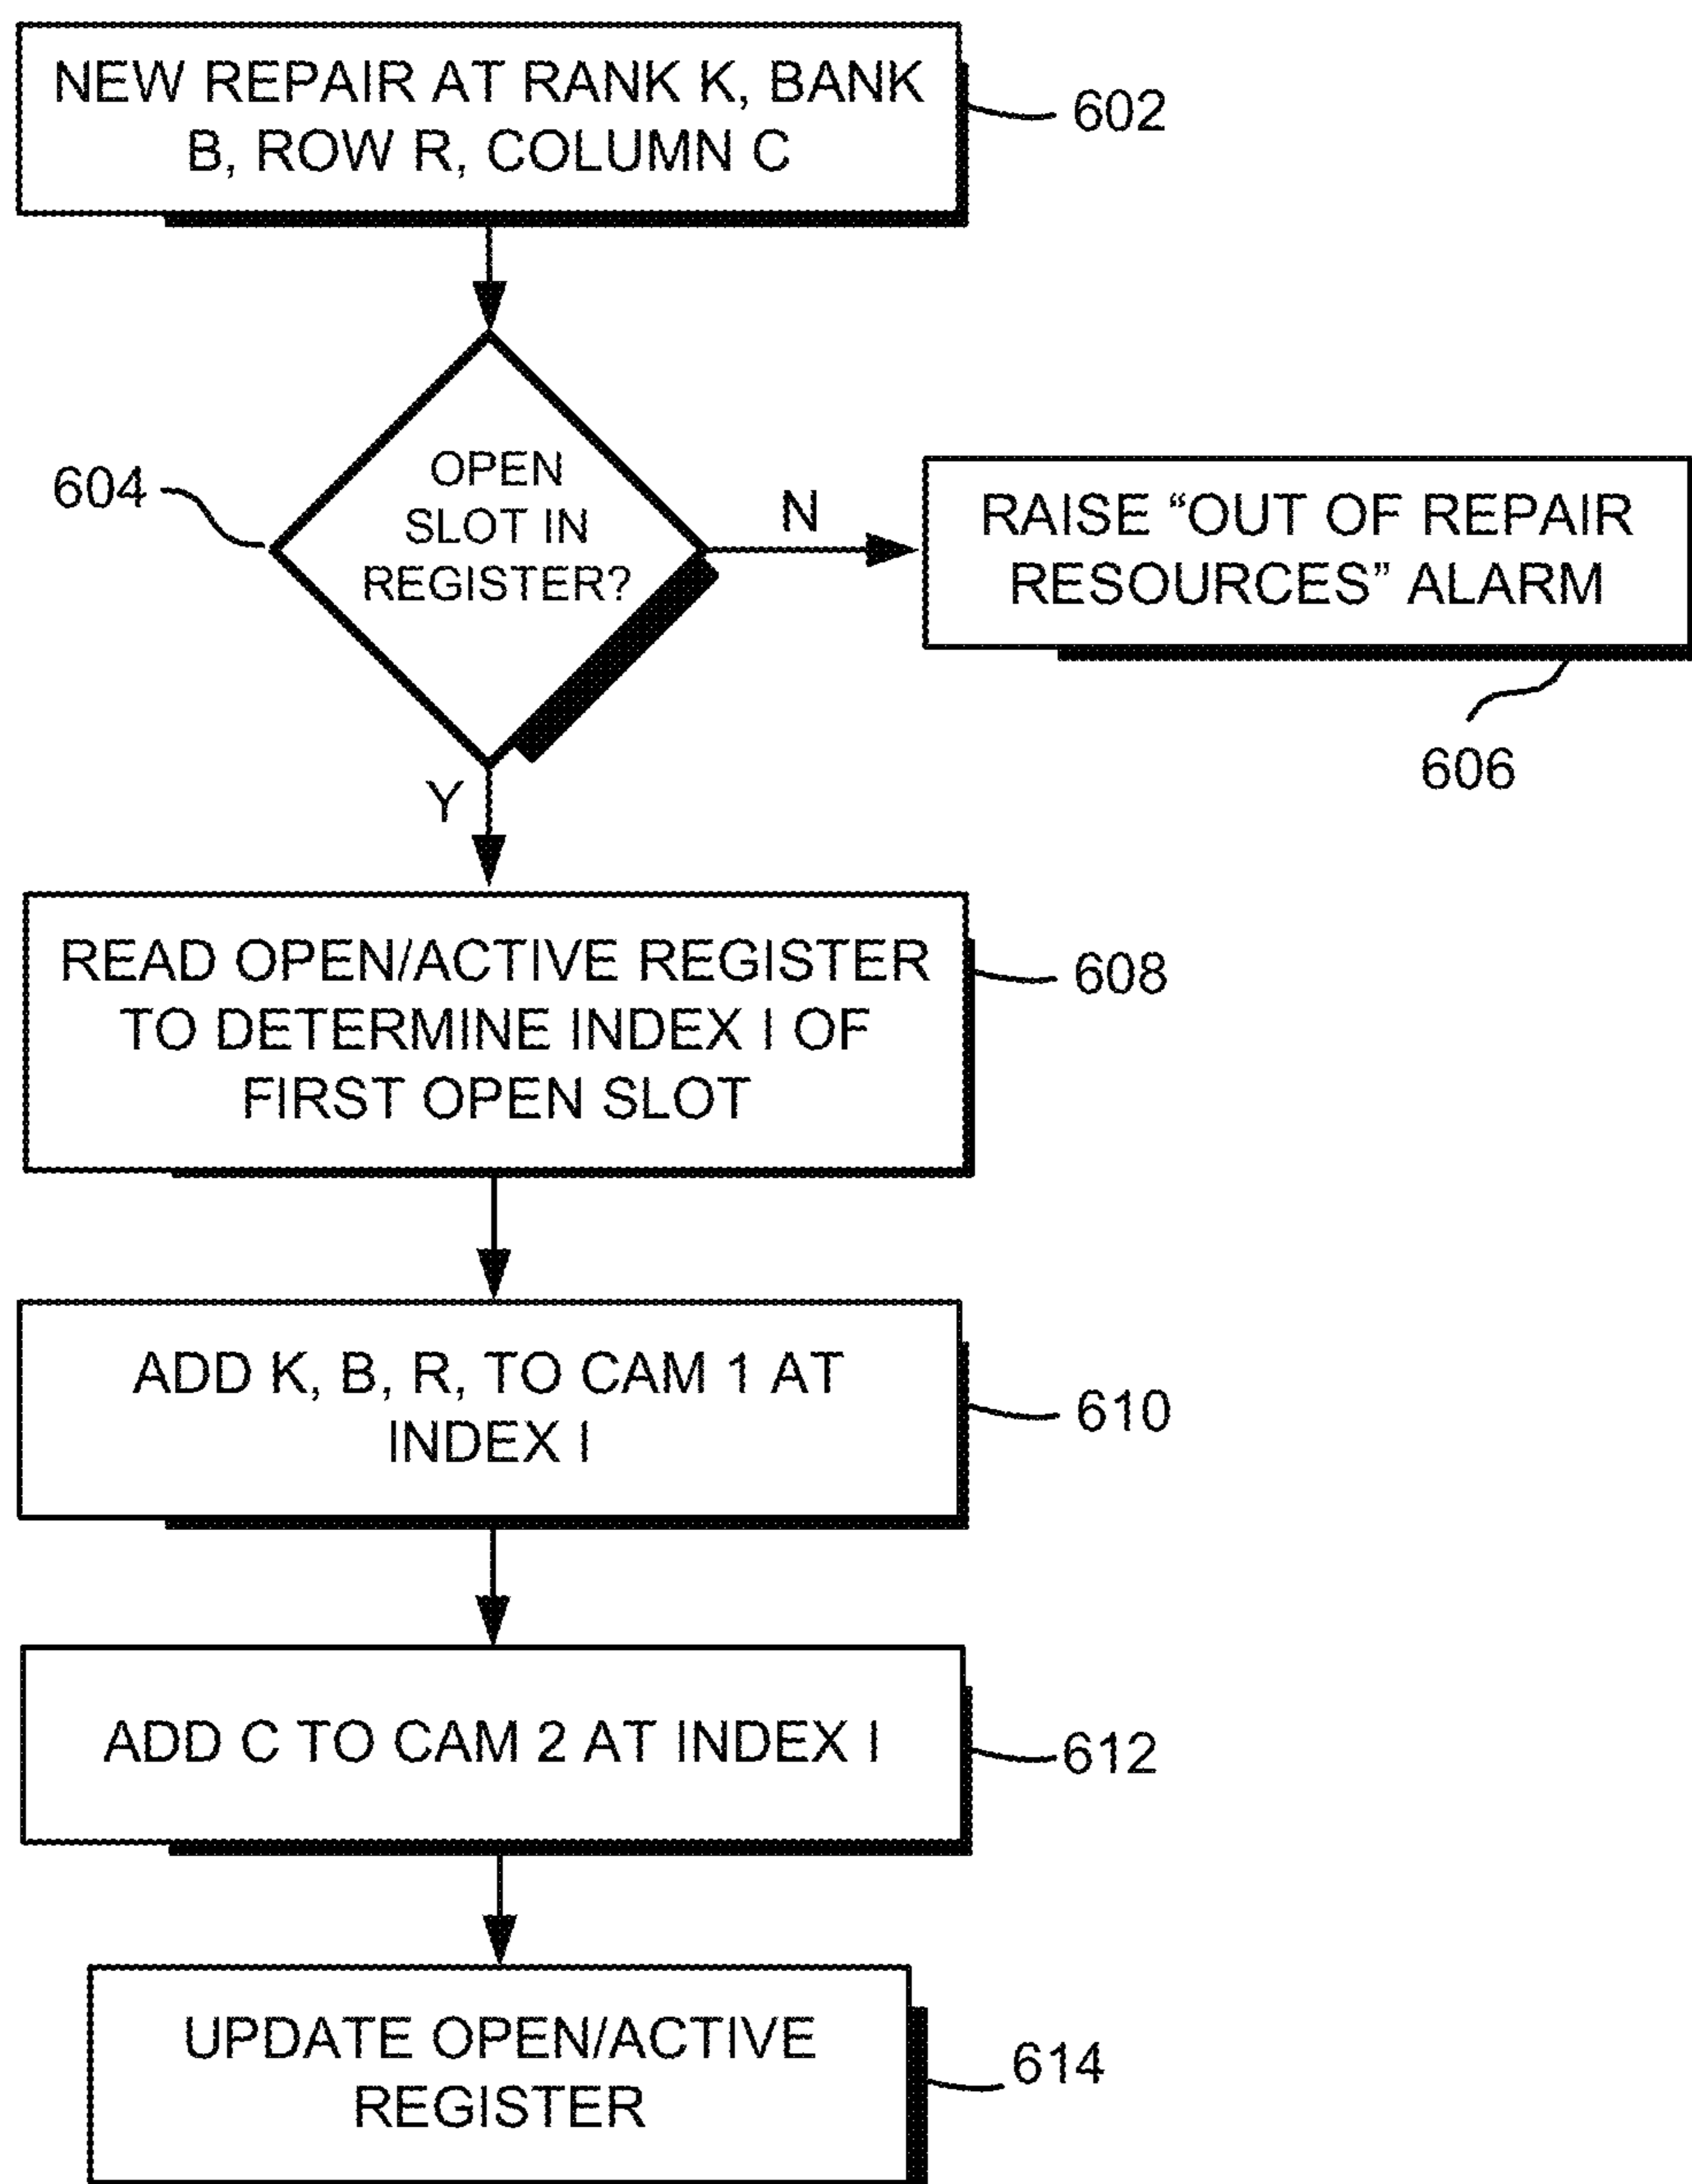 NEW REPAIR AT RANK K, BANK
B, ROW R, COLUMN C
602
604
OPEN
SLOT IN
REGISTER?
N
RAISE “OUT OF REPAIR
RESOURCES” ALARM
606
Y
READ OPEN/ACTIVE REGISTER
TO DETERMINE INDEX I OF
FIRST OPEN SLOT
608
ADD K, B, R, TO CAM 1 AT
INDEX I
610
ADD C TO CAM 2 AT INDEX I
612
UPDATE OPEN/ACTIVE
REGISTER
614